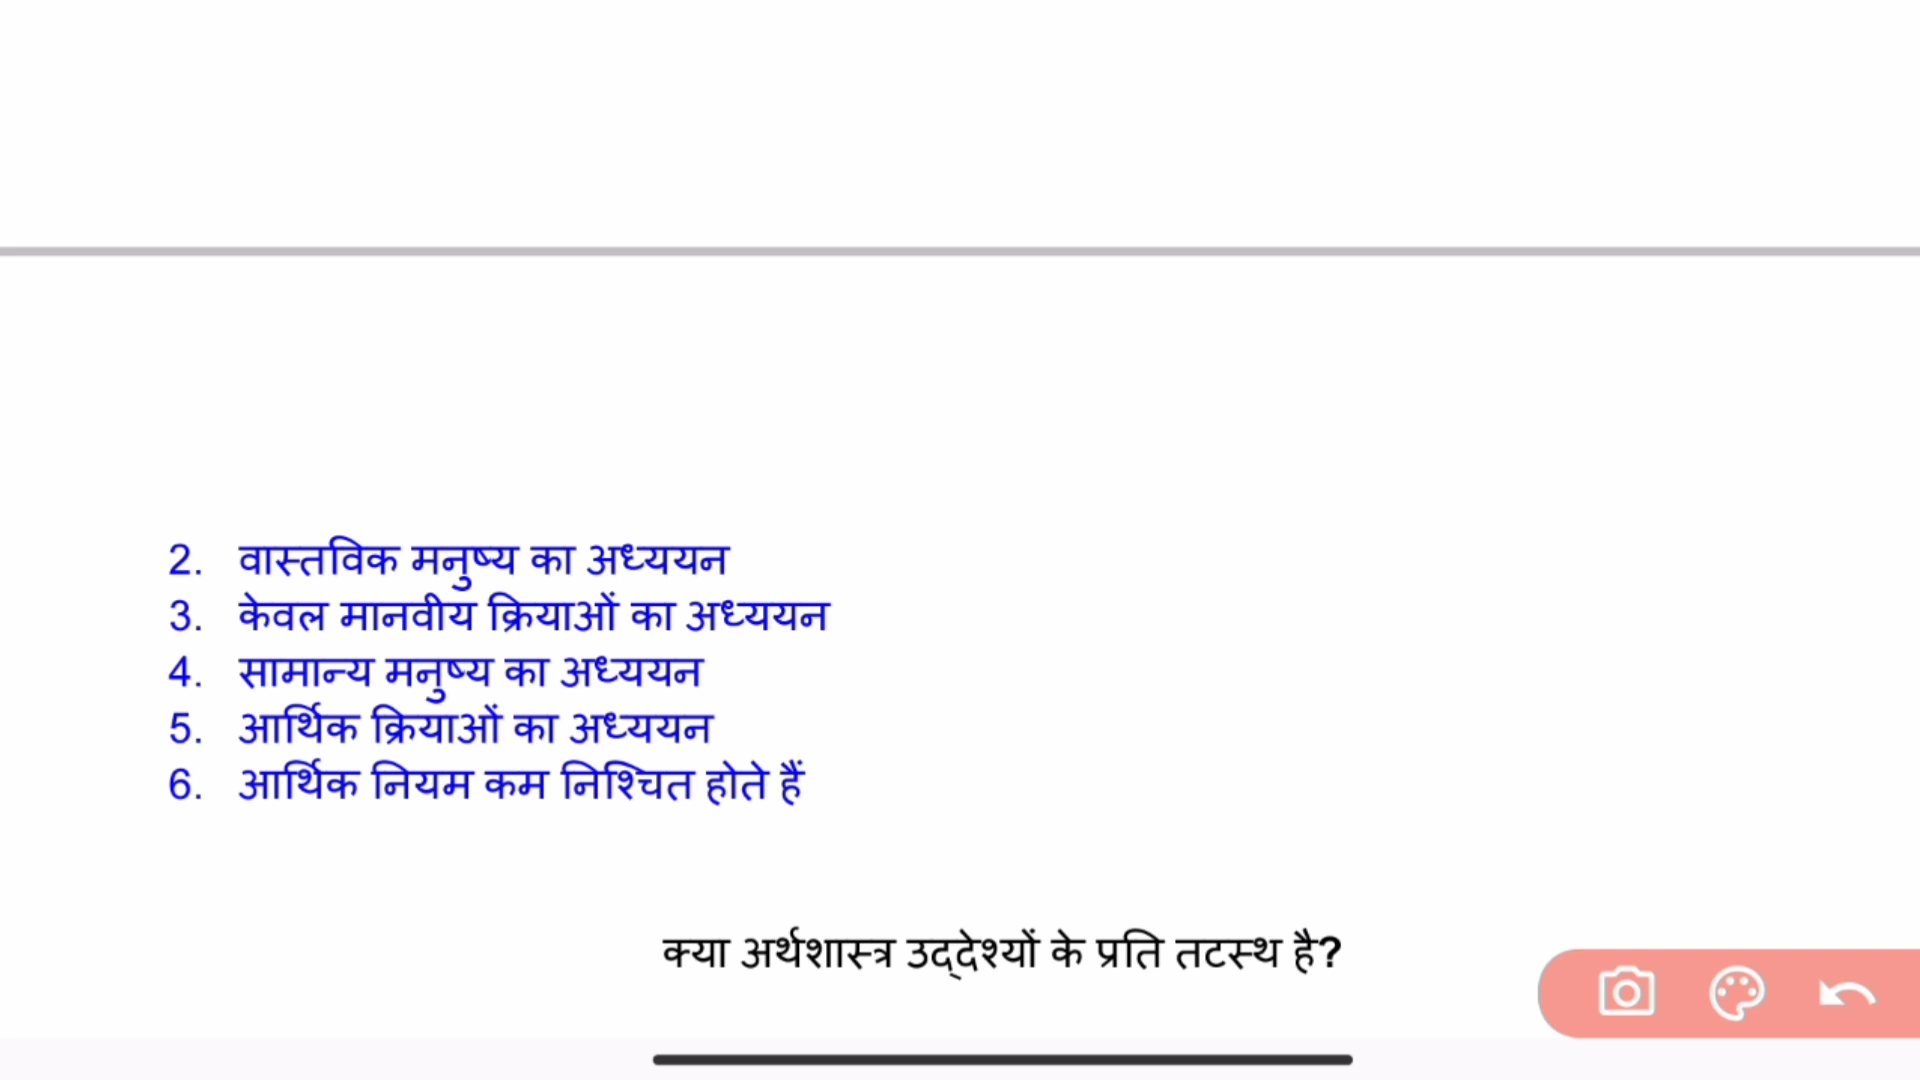 2. वास्तविक मनुष्य का अध्ययन
3. केवल मानवीय क्रियाओं का अध्ययन
4. सामान्य मनुष्य का अध्ययन
5. आर्थिक क्रियाओं का अध्ययन
6. आर्थिक नियम कम निश्चित होते हैं
क्या अर्थशास्त्र उद्देश्यों के प्रति तटस्थ है?